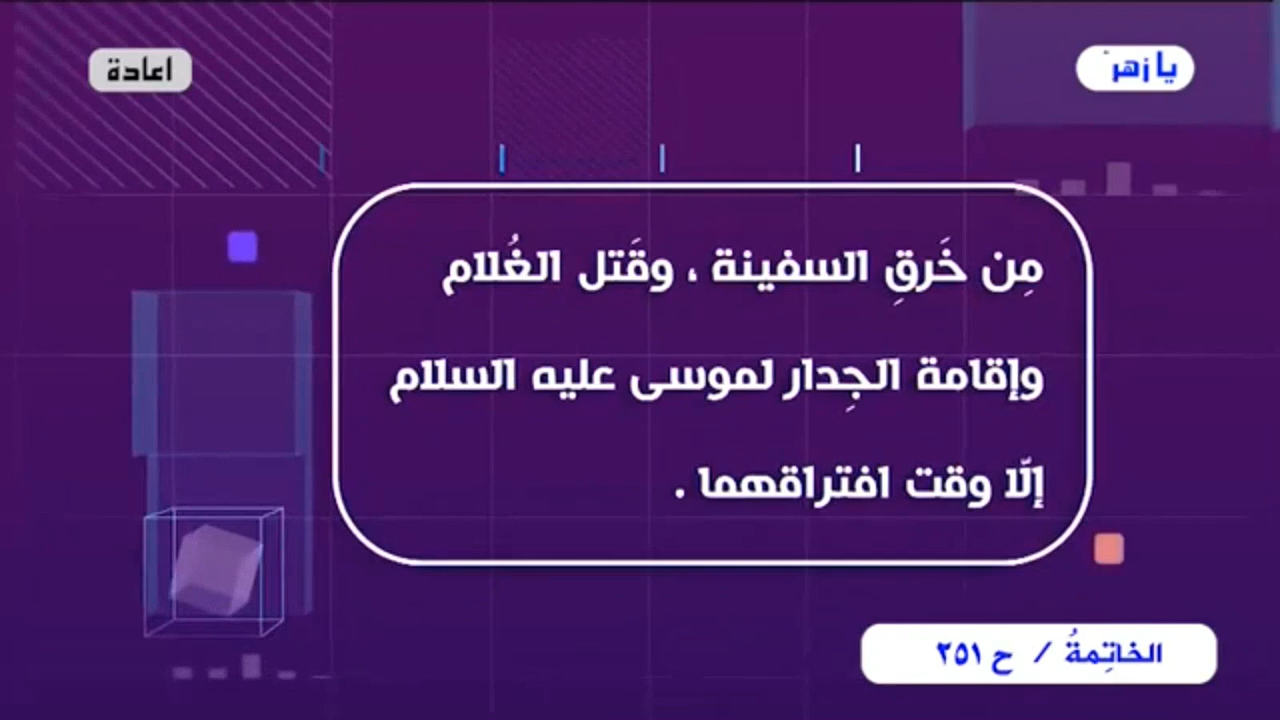 يا زهر
اعادة
مِن خَرقِ السفينة ، وقَتل الغُلام
وإقامة الجِدار لموسى عليه السلام
إلّا وقت افتراقهما .
الخاتِمةُ / ح ٢٥١